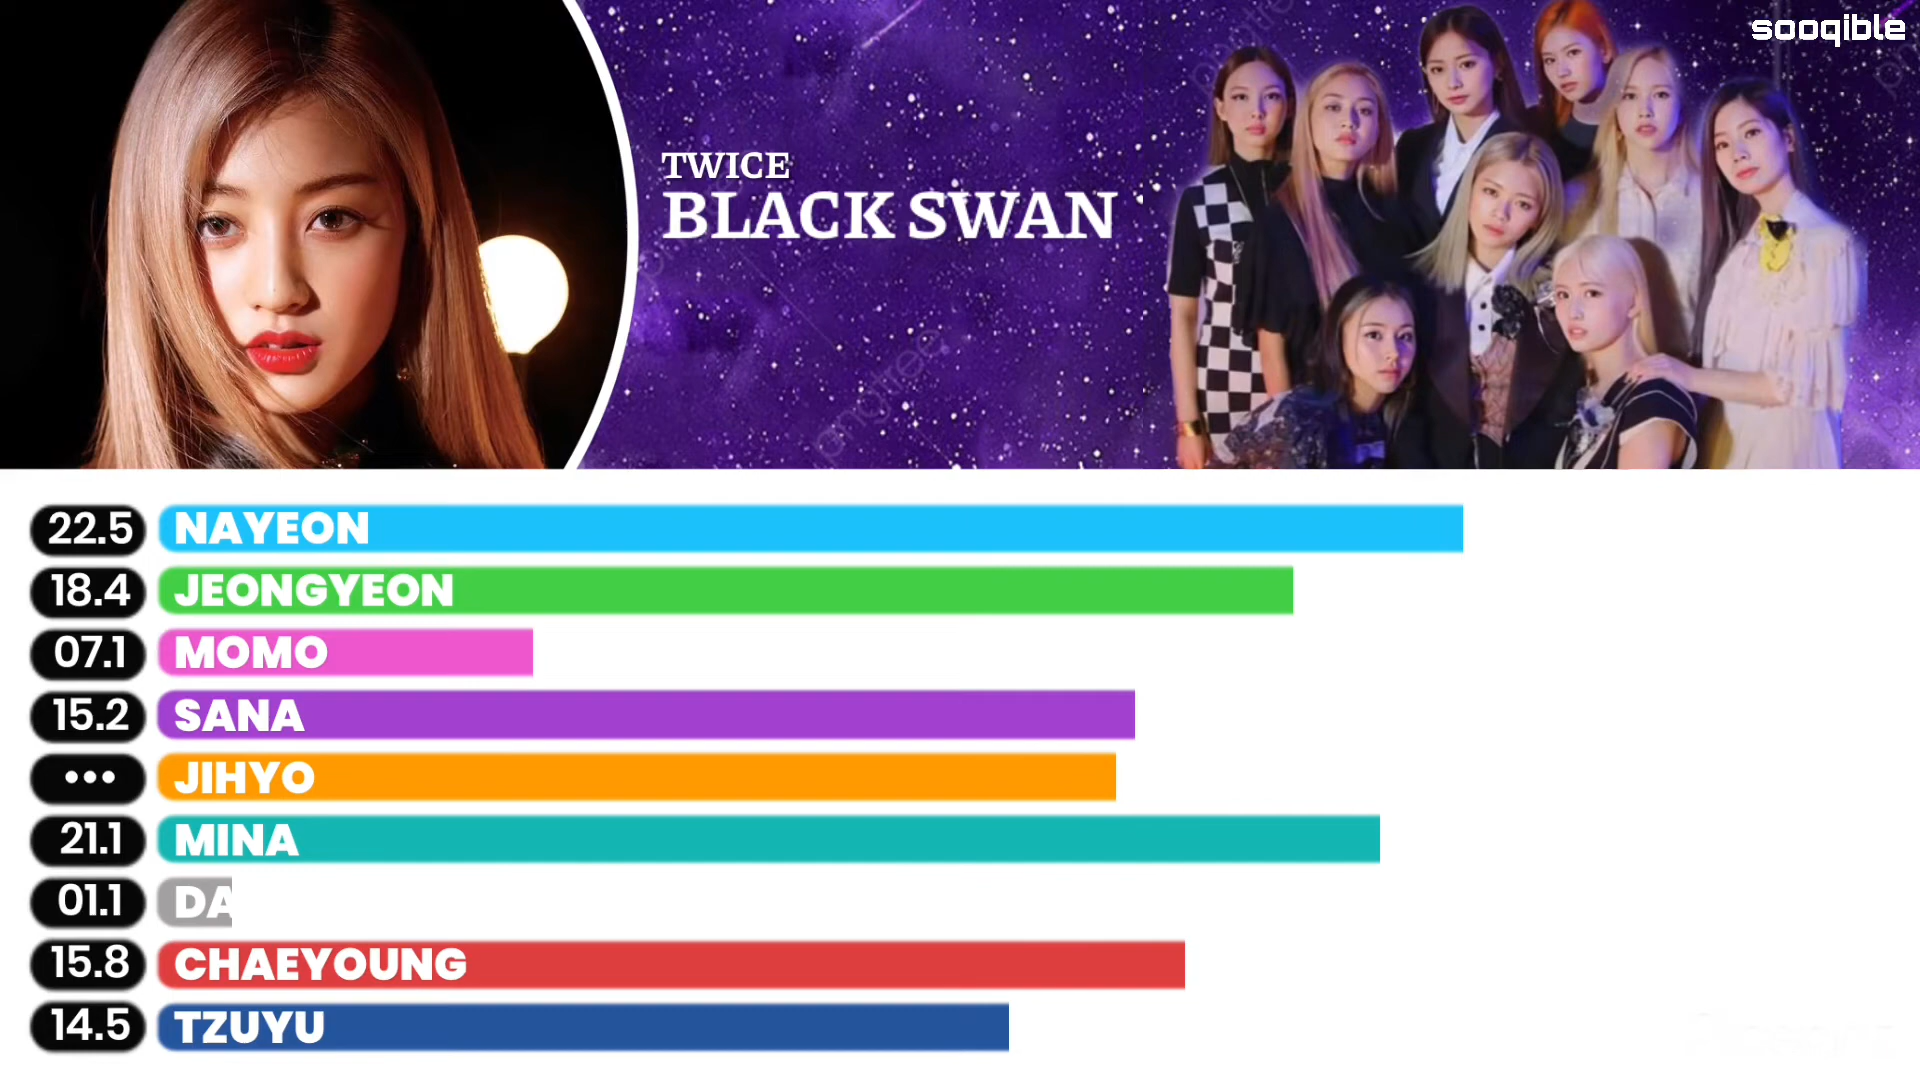 sooqible
TWICE
BLACK SWAN
22.5 NAYEON
18.4 JEONGYEON
07.1 MOMO
15.2 SANA
••• JIHYO
21.1 MINA
01.1 DA
15.8 CHAEYOUNG
14.5 TZUYU